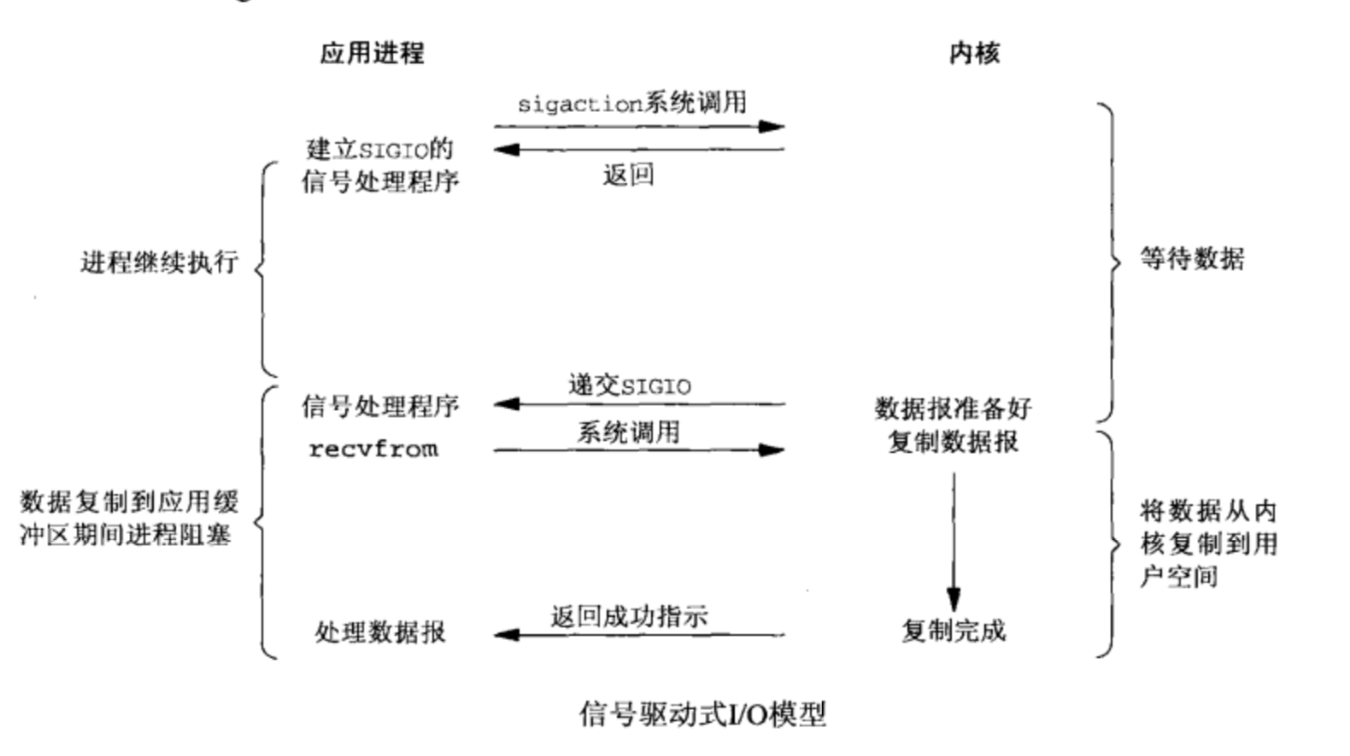 应用进程
内核
sigaction系统调用
建立SIGIO的
信号处理程序
返回
进程继续执行
等待数据
递交SIGIO
信号处理程序
数据报准备好
系统调用
recvfrom
复制数据报
数据复制到应用缓
冲区期间进程阻塞
将数据从内
核复制到用
户空间
返回成功指示
处理数据报
复制完成
信号驱动式I/O模型